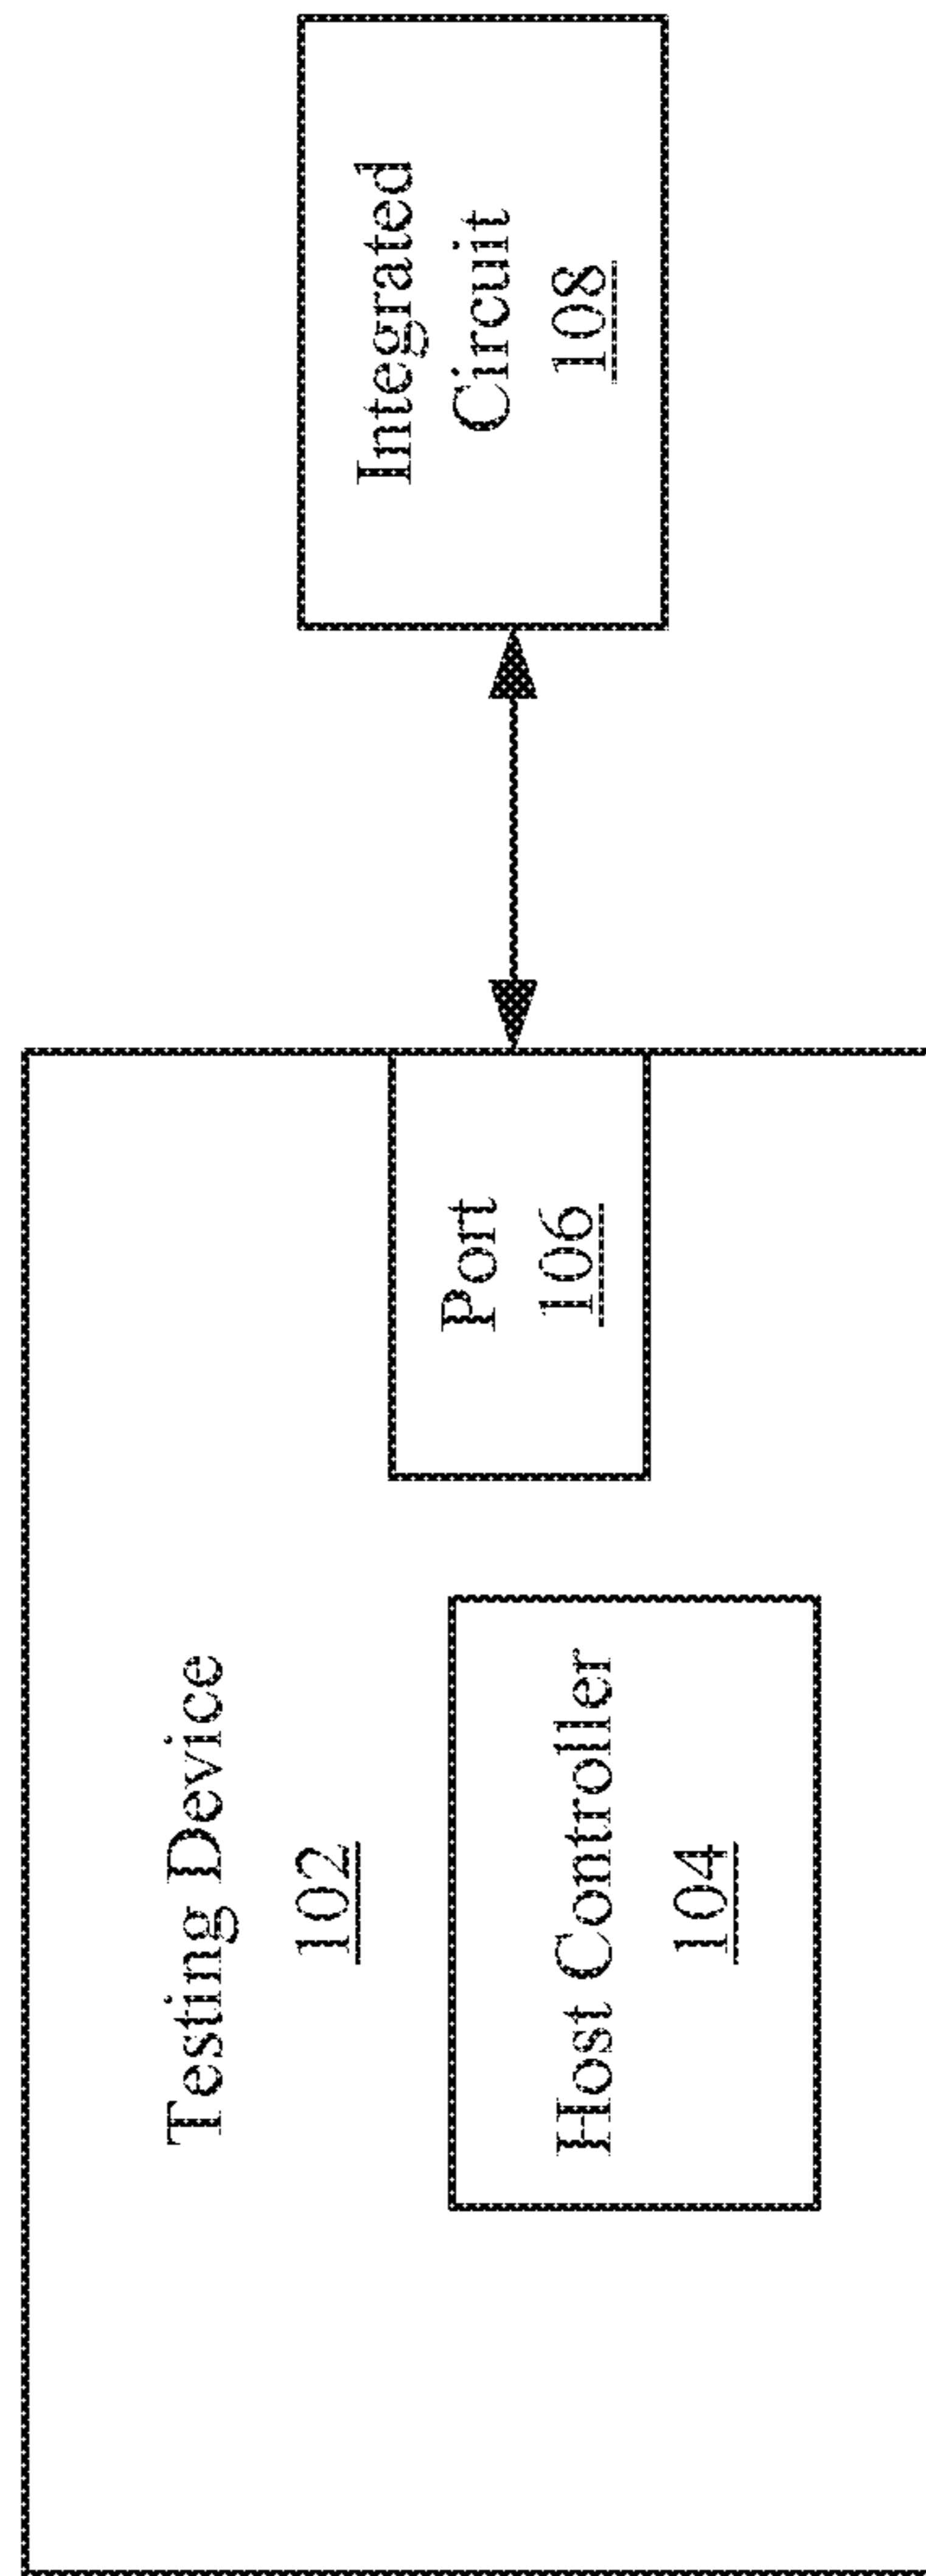 Testing Device
102
Host Controller
104
Port
106
Integrated
Circuit
108